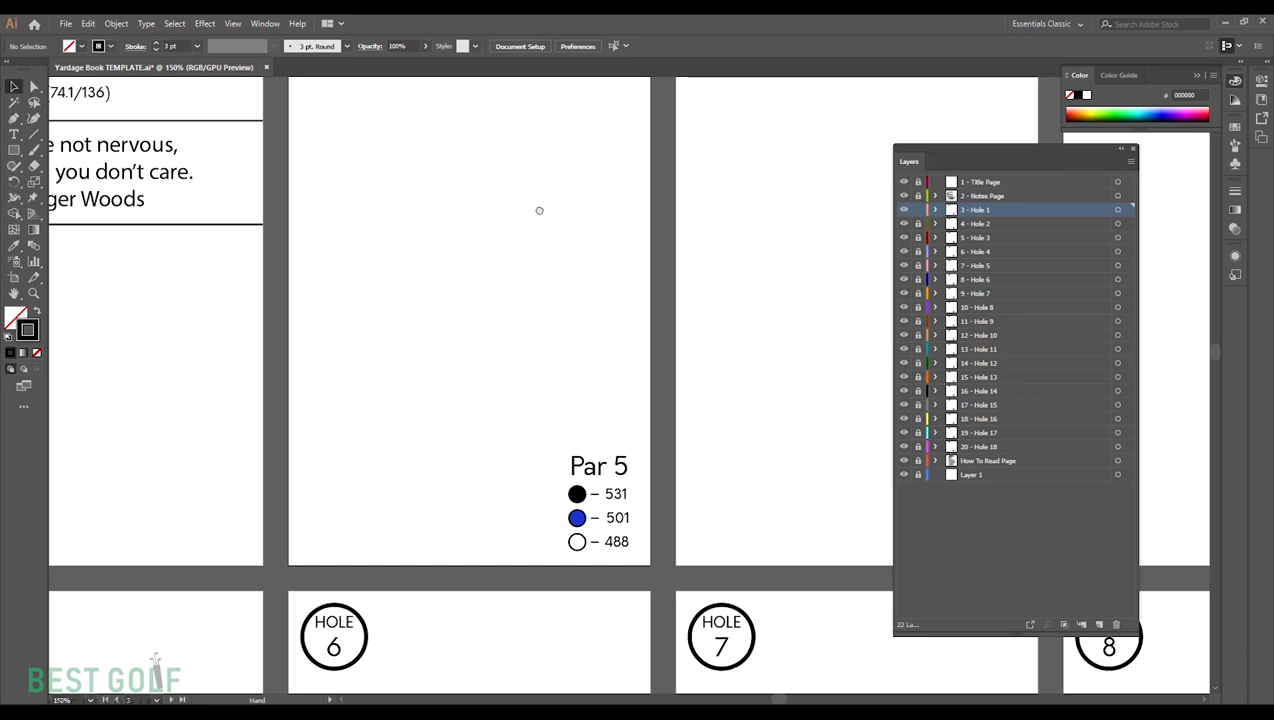 Ai File Edit Object Type Select Effect View Window Help Essentials Classic Search Adobe Stock
No Selection Stroke: 3 pt 3 pt. Round Opacity: 100% Style: Document Setup Preferences
Yardage Book TEMPLATE.ai* @ 150% (RGB/GPU Preview)
74.1/136)
e not nervous,
you don't care.
ger Woods
Par 5
– 531
– 501
– 488
HOLE
6
HOLE
7
8
Color Color Guide
# 000000
Layers
1 - Title Page
2 - Notes Page
3 - Hole 1
4 - Hole 2
5 - Hole 3
6 - Hole 4
7 - Hole 5
8 - Hole 6
9 - Hole 7
10 - Hole 8
11 - Hole 9
12 - Hole 10
13 - Hole 11
14 - Hole 12
15 - Hole 13
16 - Hole 14
17 - Hole 15
18 - Hole 16
19 - Hole 17
20 - Hole 18
How To Read Page
Layer 1
22 La...
BEST GOLF
150% 3 Hand